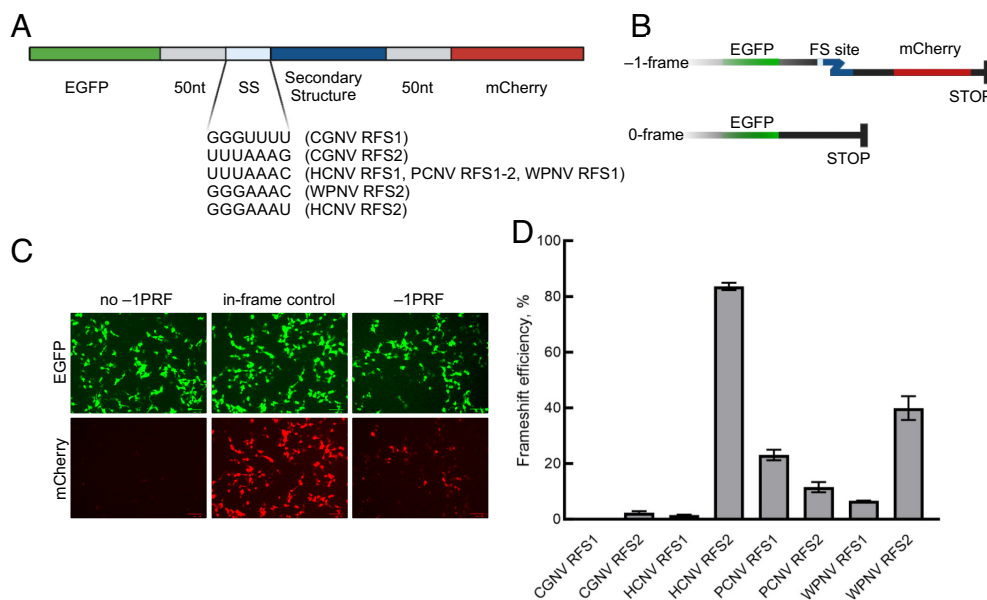 A
EGFP 50nt SS Secondary Structure 50nt mCherry
GGGUUUU (CGNV RFS1)
UUUAAAG (CGNV RFS2)
UUUAAAC (HCNV RFS1, PCNV RFS1-2, WPNV RFS1)
GGGAAAC (WPNV RFS2)
GGGAAAU (HCNV RFS2)
B
EGFP FS site mCherry
–1-frame
STOP
EGFP
0-frame
STOP
C
no –1PRF in-frame control –1PRF
EGFP
mCherry
D
100
80
60
40
20
0
Frameshift efficiency, %
CGNV RFS1
CGNV RFS2
HCNV RFS1
HCNV RFS2
PCNV RFS1
PCNV RFS2
WPNV RFS1
WPNV RFS2